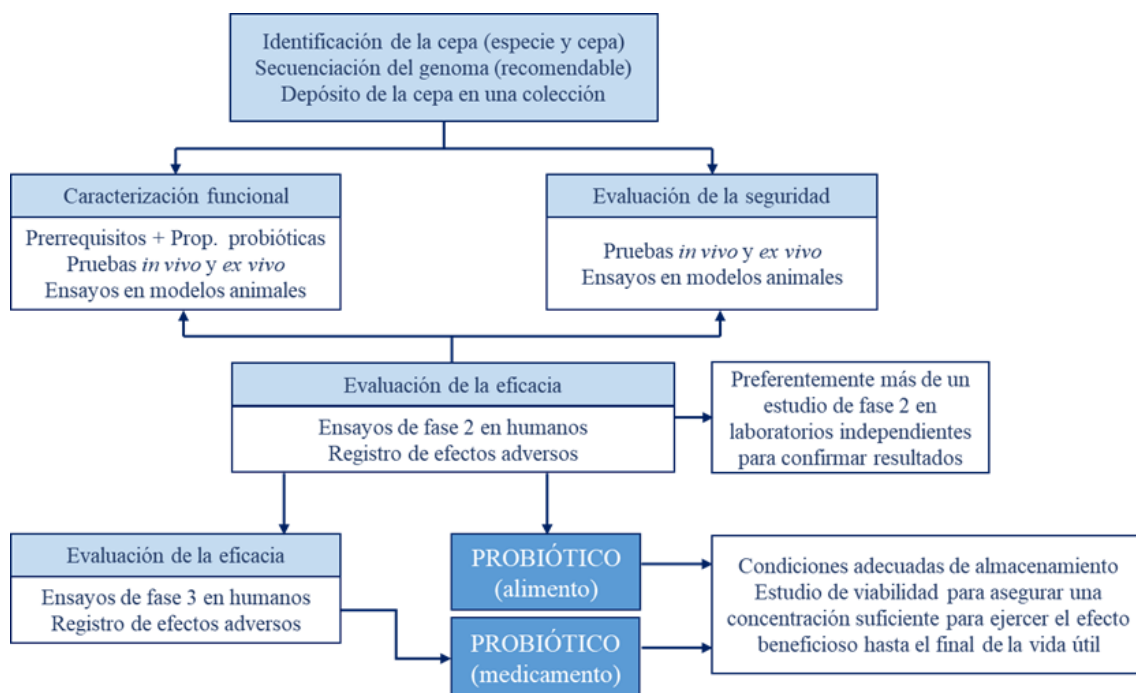 Identificación de la cepa (especie y cepa)
Secuenciación del genoma (recomendable)
Depósito de la cepa en una colección
Caracterización funcional
Prerrequisitos + Prop. probióticas
Pruebas in vivo y ex vivo
Ensayos en modelos animales
Evaluación de la seguridad
Pruebas in vivo y ex vivo
Ensayos en modelos animales
Evaluación de la eficacia
Ensayos de fase 2 en humanos
Registro de efectos adversos
Preferentemente más de un
estudio de fase 2 en
laboratorios independientes
para confirmar resultados
Evaluación de la eficacia
Ensayos de fase 3 en humanos
Registro de efectos adversos
PROBIÓTICO
(alimento)
PROBIÓTICO
(medicamento)
Condiciones adecuadas de almacenamiento
Estudio de viabilidad para asegurar una
concentración suficiente para ejercer el efecto
beneficioso hasta el final de la vida útil